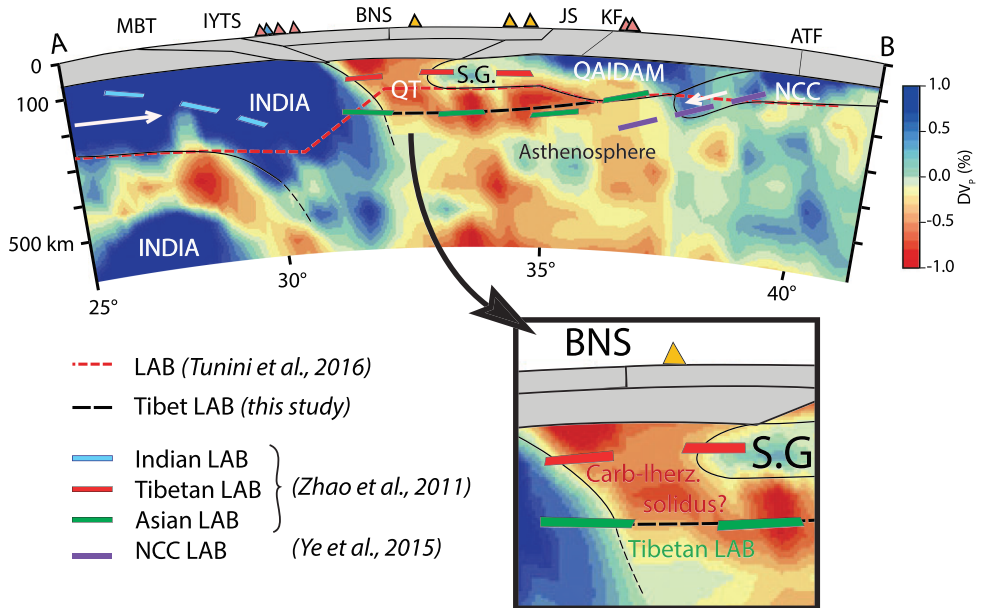 MBT IYTS BNS JS KF ATF
A B
0
100
500 km
INDIA
QT
S.G.
QAIDAM
NCC
Asthenosphere
INDIA
25°
30°
35°
40°
1.0
0.5
0.0
-0.5
-1.0
DVP (%)
LAB (Tunini et al., 2016)
Tibet LAB (this study)
Indian LAB
Tibetan LAB
Asian LAB
(Zhao et al., 2011)
NCC LAB
(Ye et al., 2015)
BNS
S.G
Carb-lherz.
solidus?
Tibetan LAB